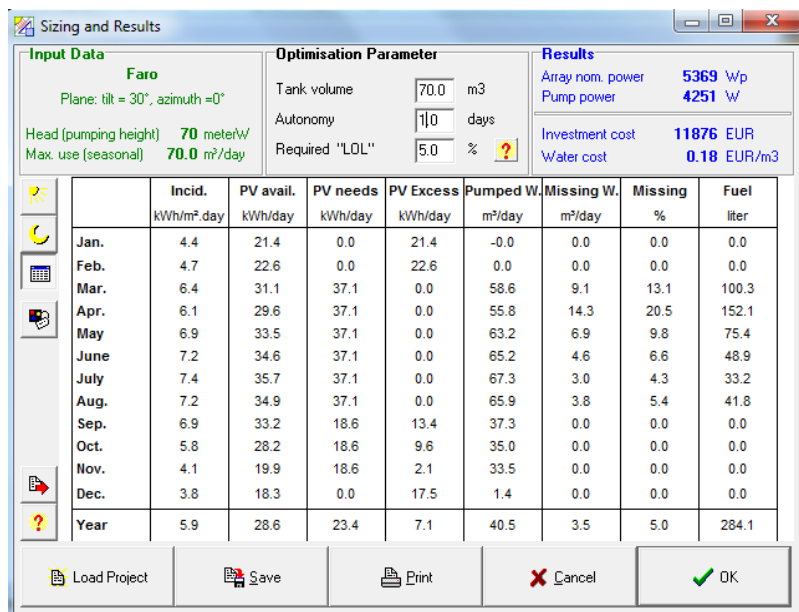 Sizing and Results
Input Data
Faro
Plane: tilt = 30°, azimuth =0°
Head (pumping height) 70 meterW
Max. use (seasonal) 70.0 m³/day
Optimisation Parameter
Tank volume 70.0 m3
Autonomy 1.0 days
Required "LOL" 5.0 % ?
Results
Array nom. power 5369 Wp
Pump power 4251 W
Investment cost 11876 EUR
Water cost 0.18 EUR/m3
Incid. PV avail. PV needs PV Excess Pumped W. Missing W. Missing Fuel
kWh/m².day kWh/day kWh/day kWh/day m³/day m³/day % liter
Jan. 4.4 21.4 0.0 21.4 -0.0 0.0 0.0 0.0
Feb. 4.7 22.6 0.0 22.6 0.0 0.0 0.0 0.0
Mar. 6.4 31.1 37.1 0.0 58.6 9.1 13.1 100.3
Apr. 6.1 29.6 37.1 0.0 55.8 14.3 20.5 152.1
May 6.9 33.5 37.1 0.0 63.2 6.9 9.8 75.4
June 7.2 34.6 37.1 0.0 65.2 4.6 6.6 48.9
July 7.4 35.7 37.1 0.0 67.3 3.0 4.3 33.2
Aug. 7.2 34.9 37.1 0.0 65.9 3.8 5.4 41.8
Sep. 6.9 33.2 18.6 13.4 37.3 0.0 0.0 0.0
Oct. 5.8 28.2 18.6 9.6 35.0 0.0 0.0 0.0
Nov. 4.1 19.9 18.6 2.1 33.5 0.0 0.0 0.0
Dec. 3.8 18.3 0.0 17.5 1.4 0.0 0.0 0.0
? Year 5.9 28.6 23.4 7.1 40.5 3.5 5.0 284.1
Load Project Save Print Cancel OK